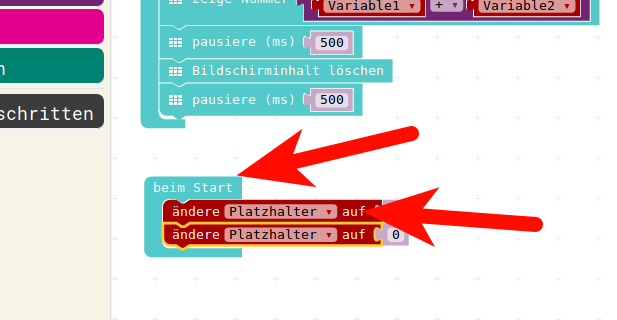 zeige Nummer Variable1 ▾ + ▾ Variable2 ▾
pausiere (ms) 500
Bildschirminhalt löschen
n
schritten
pausiere (ms) 500
beim Start
ändere Platzhalter ▾ auf
ändere Platzhalter ▾ auf 0